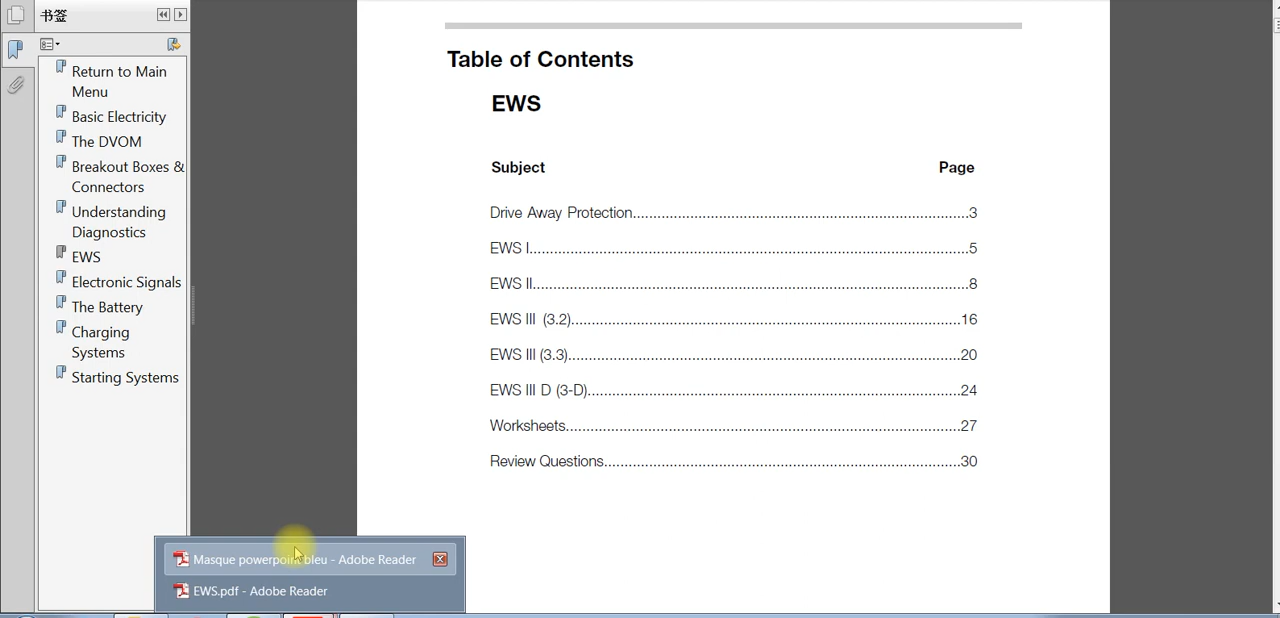 书签
Return to Main
Menu
Basic Electricity
The DVOM
Breakout Boxes &
Connectors
Understanding
Diagnostics
EWS
Electronic Signals
The Battery
Charging
Systems
Starting Systems
Table of Contents
EWS
Subject Page
Drive Away Protection....................................................................................3
EWS I..............................................................................................................5
EWS II.............................................................................................................8
EWS III (3.2)..................................................................................................16
EWS III (3.3)..................................................................................................20
EWS III D (3-D)..............................................................................................24
Worksheets...................................................................................................27
Review Questions.........................................................................................30
Masque powerpoint bleu - Adobe Reader
EWS.pdf - Adobe Reader